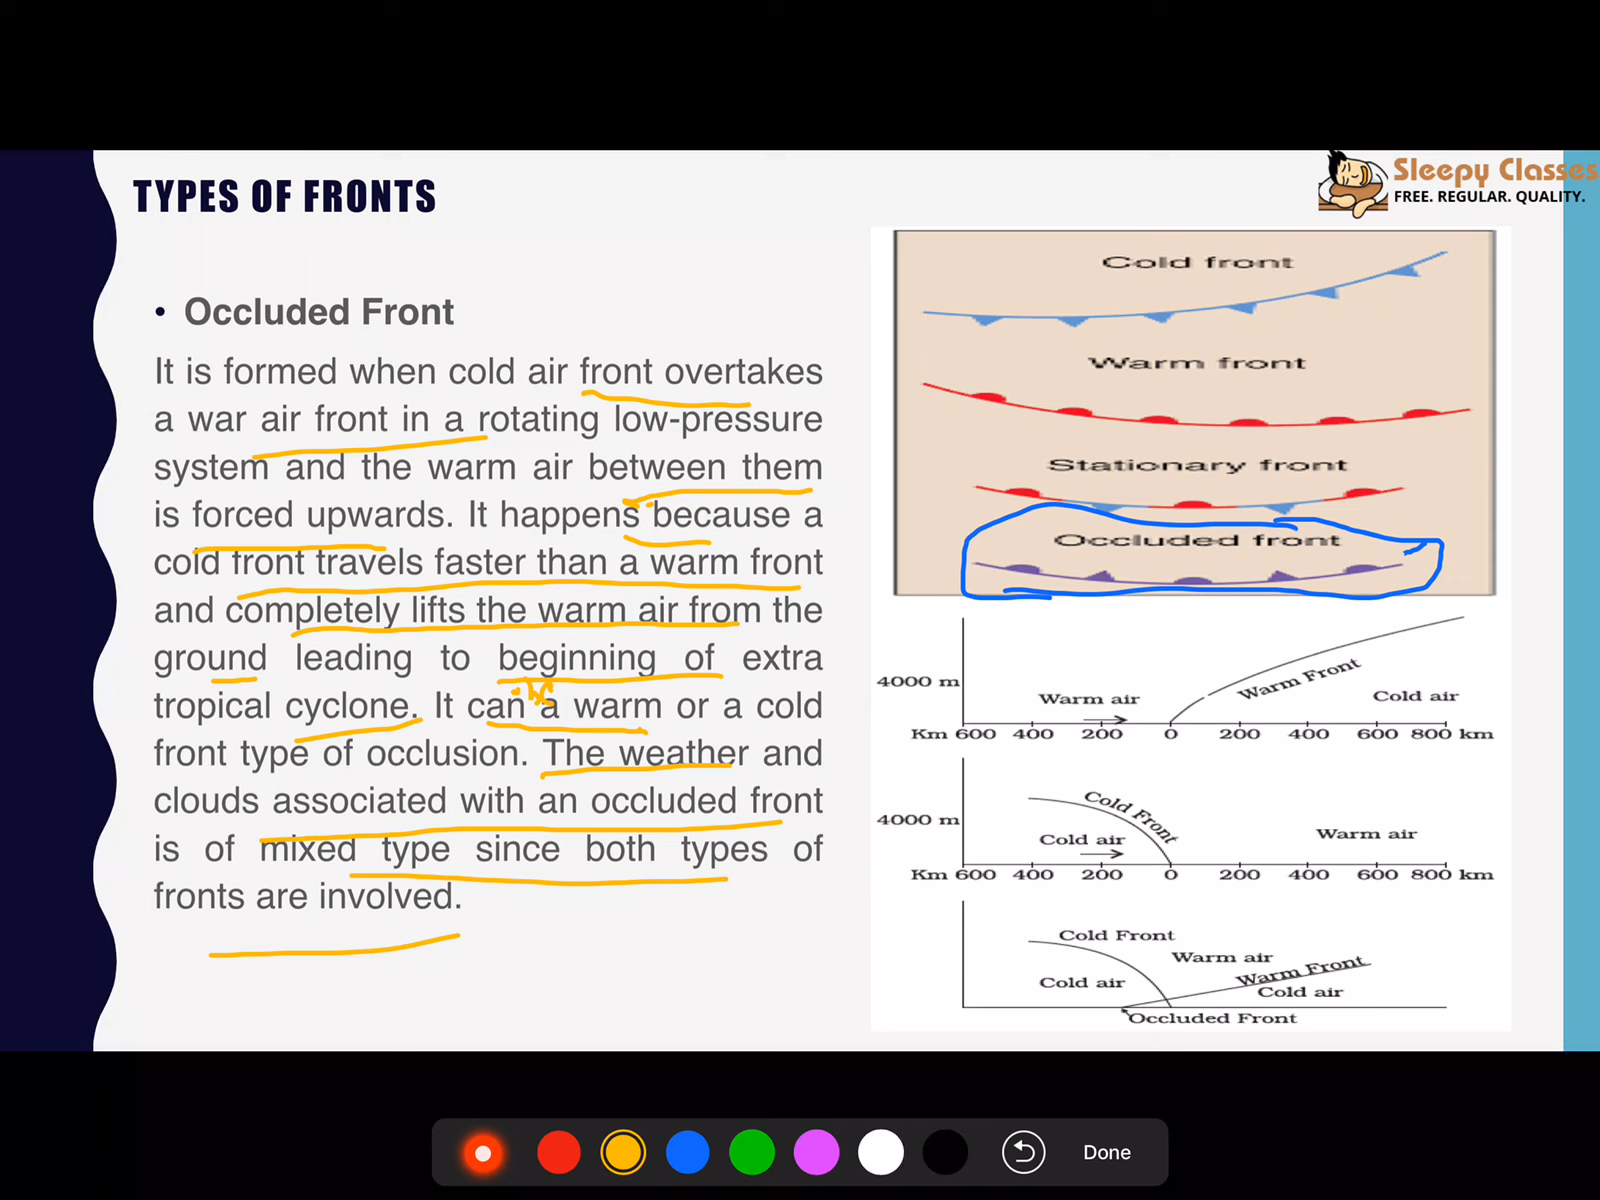 TYPES OF FRONTS
Sleepy Classes
FREE. REGULAR. QUALITY.
• Occluded Front
It is formed when cold air front overtakes
a war air front in a rotating low-pressure
system and the warm air between them
is forced upwards. It happens because a
cold front travels faster than a warm front
and completely lifts the warm air from the
ground leading to beginning of extra
be
tropical cyclone. It can a warm or a cold
front type of occlusion. The weather and
clouds associated with an occluded front
is of mixed type since both types of
fronts are involved.
Cold front
Warm front
Stationary front
Occluded front
4000 m
Warm air
Warm Front
Cold air
Km 600 400 200 0 200 400 600 800 km
4000 m
Cold Front
Cold air
Warm air
Km 600 400 200 0 200 400 600 800 km
Cold Front
Warm air
Warm Front
Cold air
Cold air
Occluded Front
Done